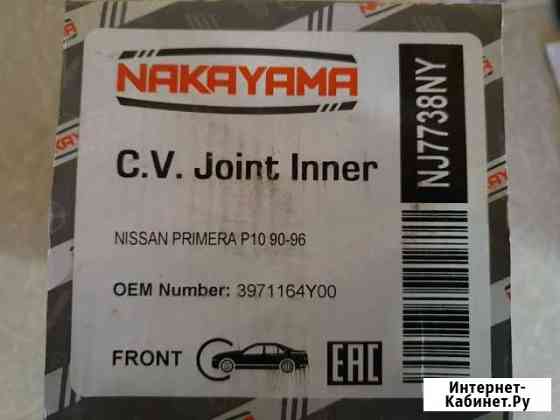 NAKAYAMA
C.V. Joint Inner
NISSAN PRIMERA P10 90-96
OEM Number: 3971164Y00
FRONT
EAC
NJ7738NY
Интернет-
Кабинет.Ру